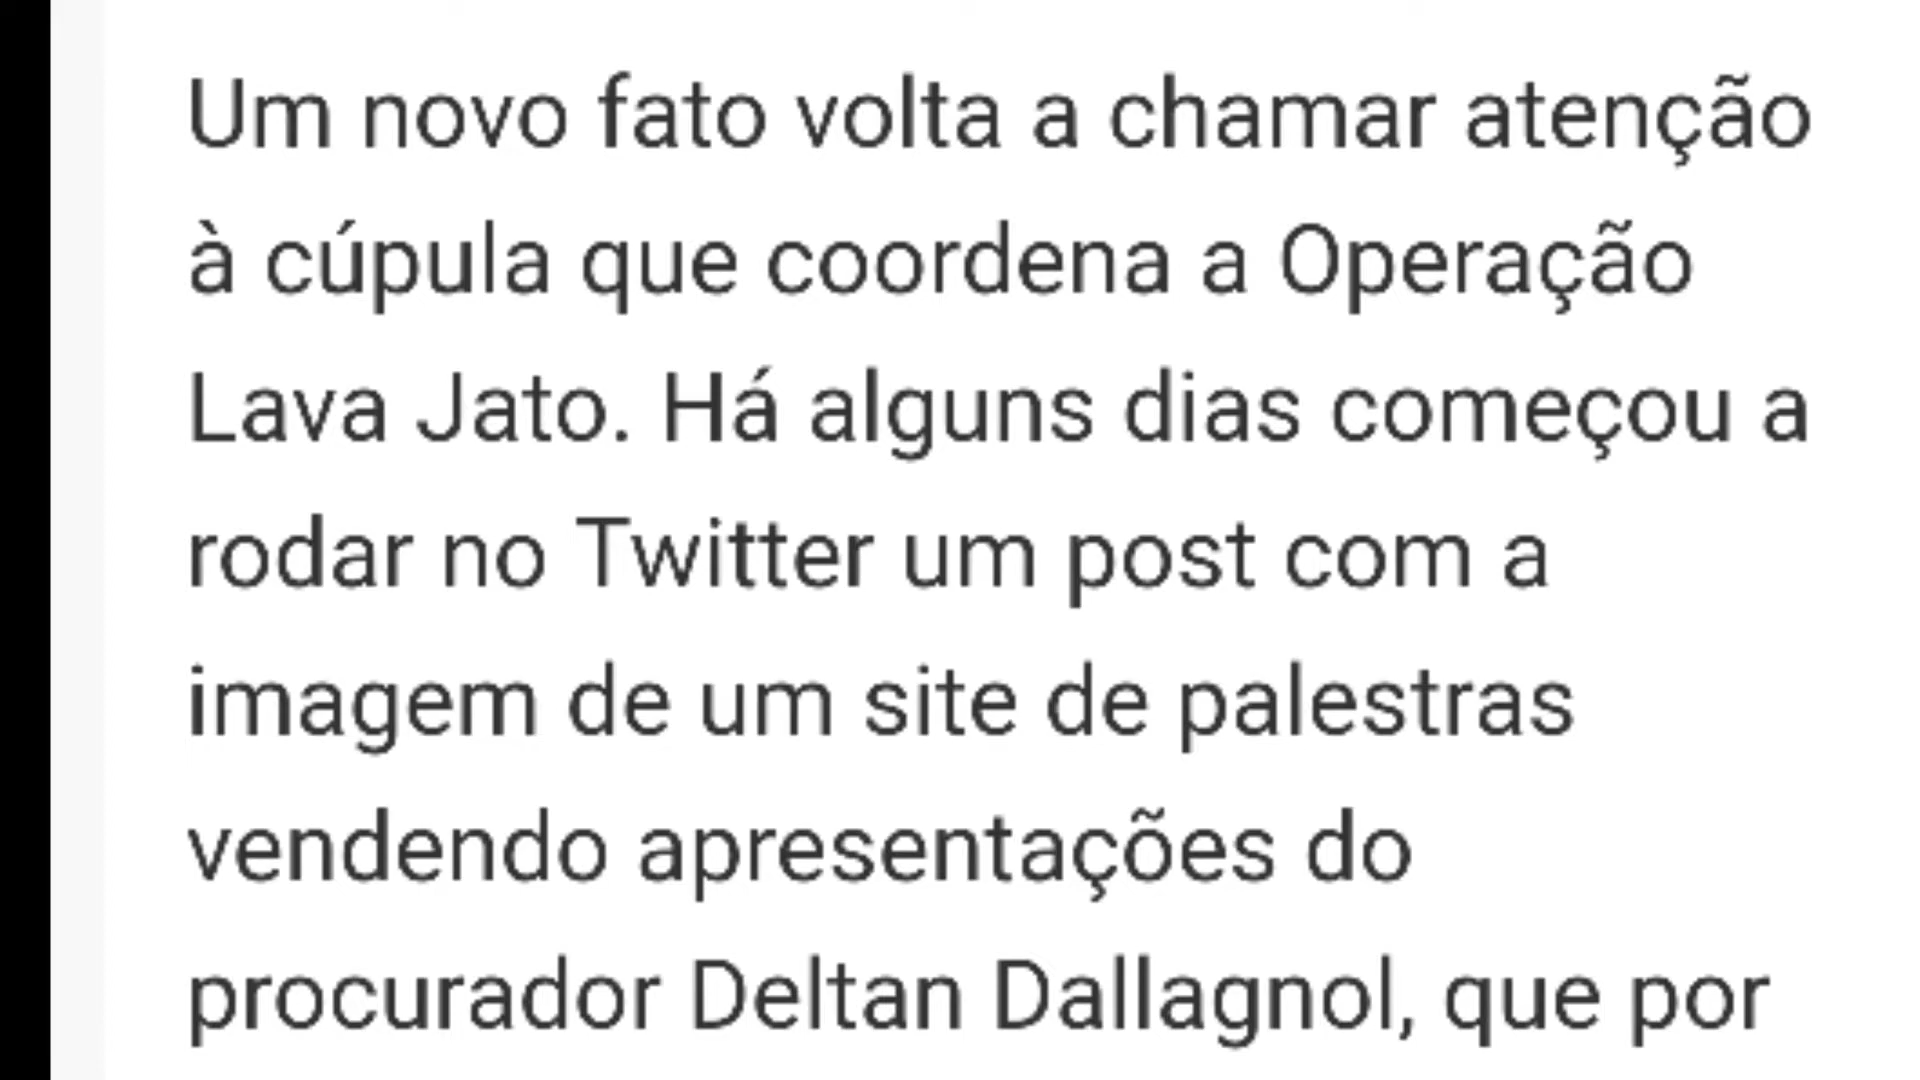 Um novo fato volta a chamar atenção
à cúpula que coordena a Operação
Lava Jato. Há alguns dias começou a
rodar no Twitter um post com a
imagem de um site de palestras
vendendo apresentações do
procurador Deltan Dallagnol, que por